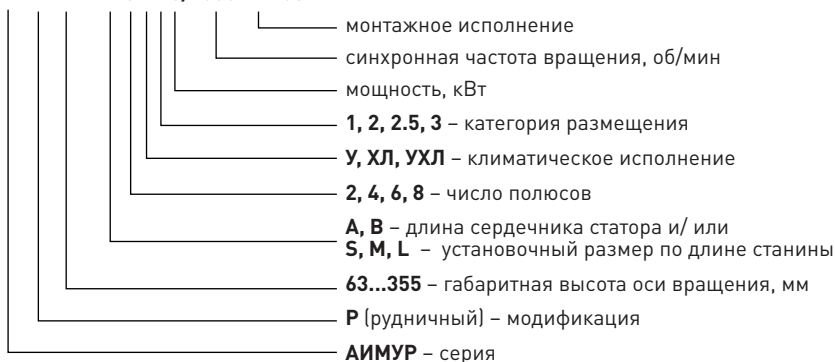 монтажное исполнение
синхронная частота вращения, об/мин
мощность, кВт
1, 2, 2.5, 3 – категория размещения
У, ХЛ, УХЛ – климатическое исполнение
2, 4, 6, 8 – число полюсов
А, В – длина сердечника статора и/ или
S, M, L – установочный размер по длине станины
63...355 – габаритная высота оси вращения, мм
Р (рудничный) – модификация
АИМУР – серия